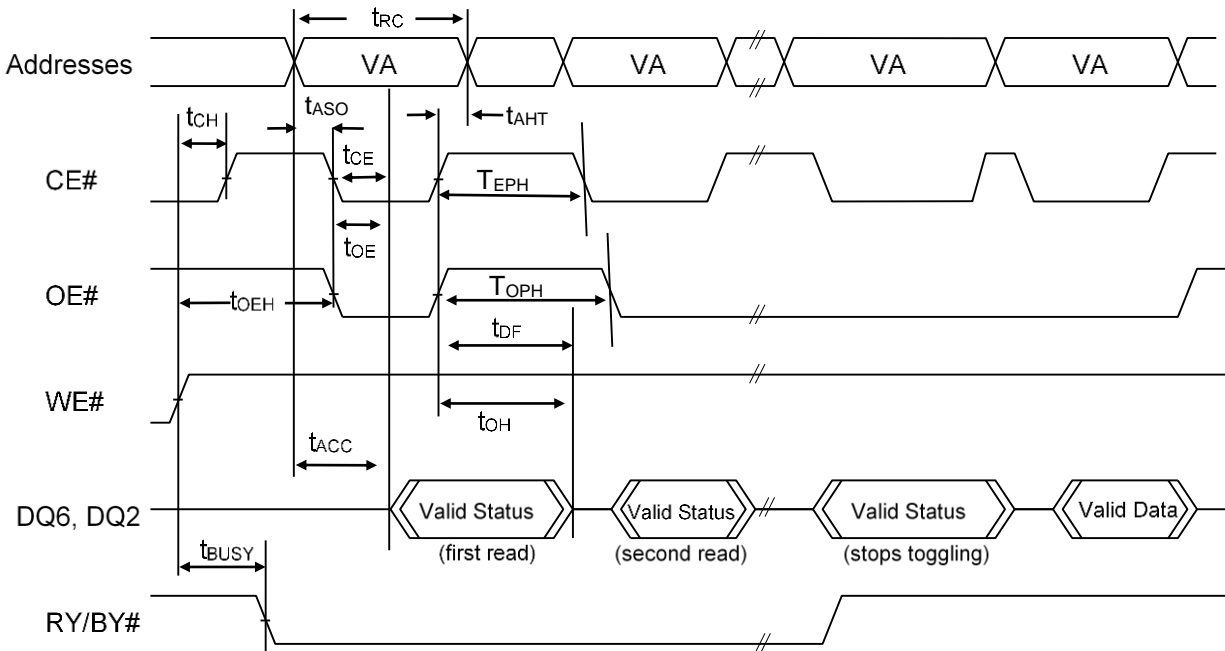 tRC
Addresses VA VA VA VA
tCH tASO tAHT
CE# tCE TEPH
tOE
OE# tOEH TOPH
tDF
WE# tOH
tACC
DQ6, DQ2 Valid Status Valid Status Valid Status Valid Data
(first read) (second read) (stops toggling)
tBUSY
RY/BY#